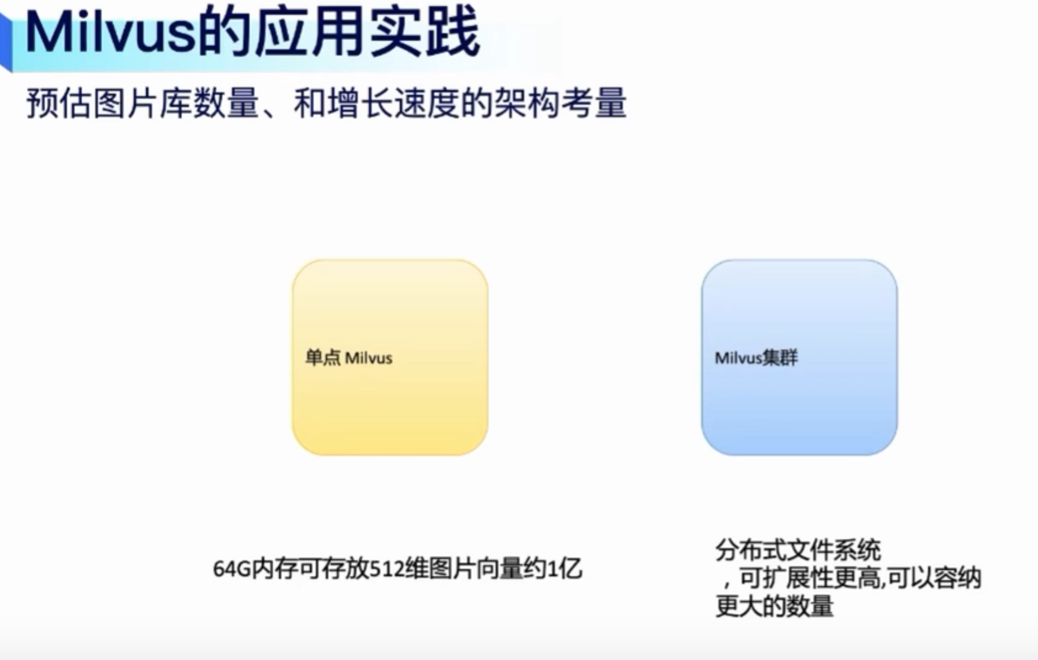 Milvus的应用实践
预估图片库数量、和增长速度的架构考量
单点 Milvus
Milvus集群
64G内存可存放512维图片向量约1亿
分布式文件系统
，可扩展性更高,可以容纳
更大的数量